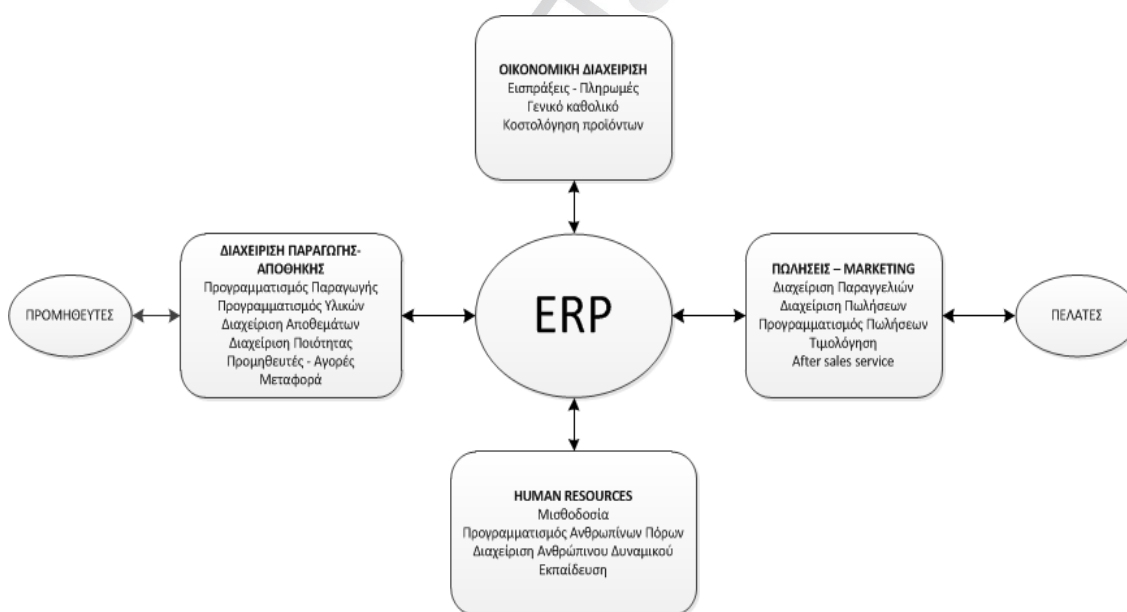 ΟΙΚΟΝΟΜΙΚΗ ΔΙΑΧΕΙΡΙΣΗ
Εισπράξεις - Πληρωμές
Γενικό καθολικό
Κοστολόγηση προϊόντων
ΠΡΟΜΗΘΕΥΤΕΣ
ΔΙΑΧΕΙΡΙΣΗ ΠΑΡΑΓΩΓΗΣ-
ΑΠΟΘΗΚΗΣ
Προγραμματισμός Παραγωγής
Προγραμματισμός Υλικών
Διαχείριση Αποθεμάτων
Διαχείριση Ποιότητας
Προμηθευτές - Αγορές
Μεταφορά
ERP
ΠΩΛΗΣΕΙΣ – MARKETING
Διαχείριση Παραγγελιών
Διαχείριση Πωλήσεων
Προγραμματισμός Πωλήσεων
Τιμολόγηση
After sales service
ΠΕΛΑΤΕΣ
HUMAN RESOURCES
Μισθοδοσία
Προγραμματισμός Ανθρωπίνων Πόρων
Διαχείριση Ανθρώπινου Δυναμικού
Εκπαίδευση